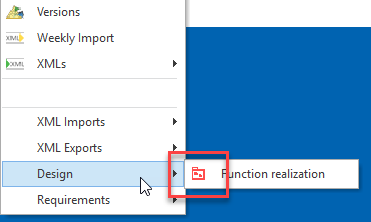 Versions
Weekly Import
XMLs
XML Imports
XML Exports
Design
Function realization
Requirements